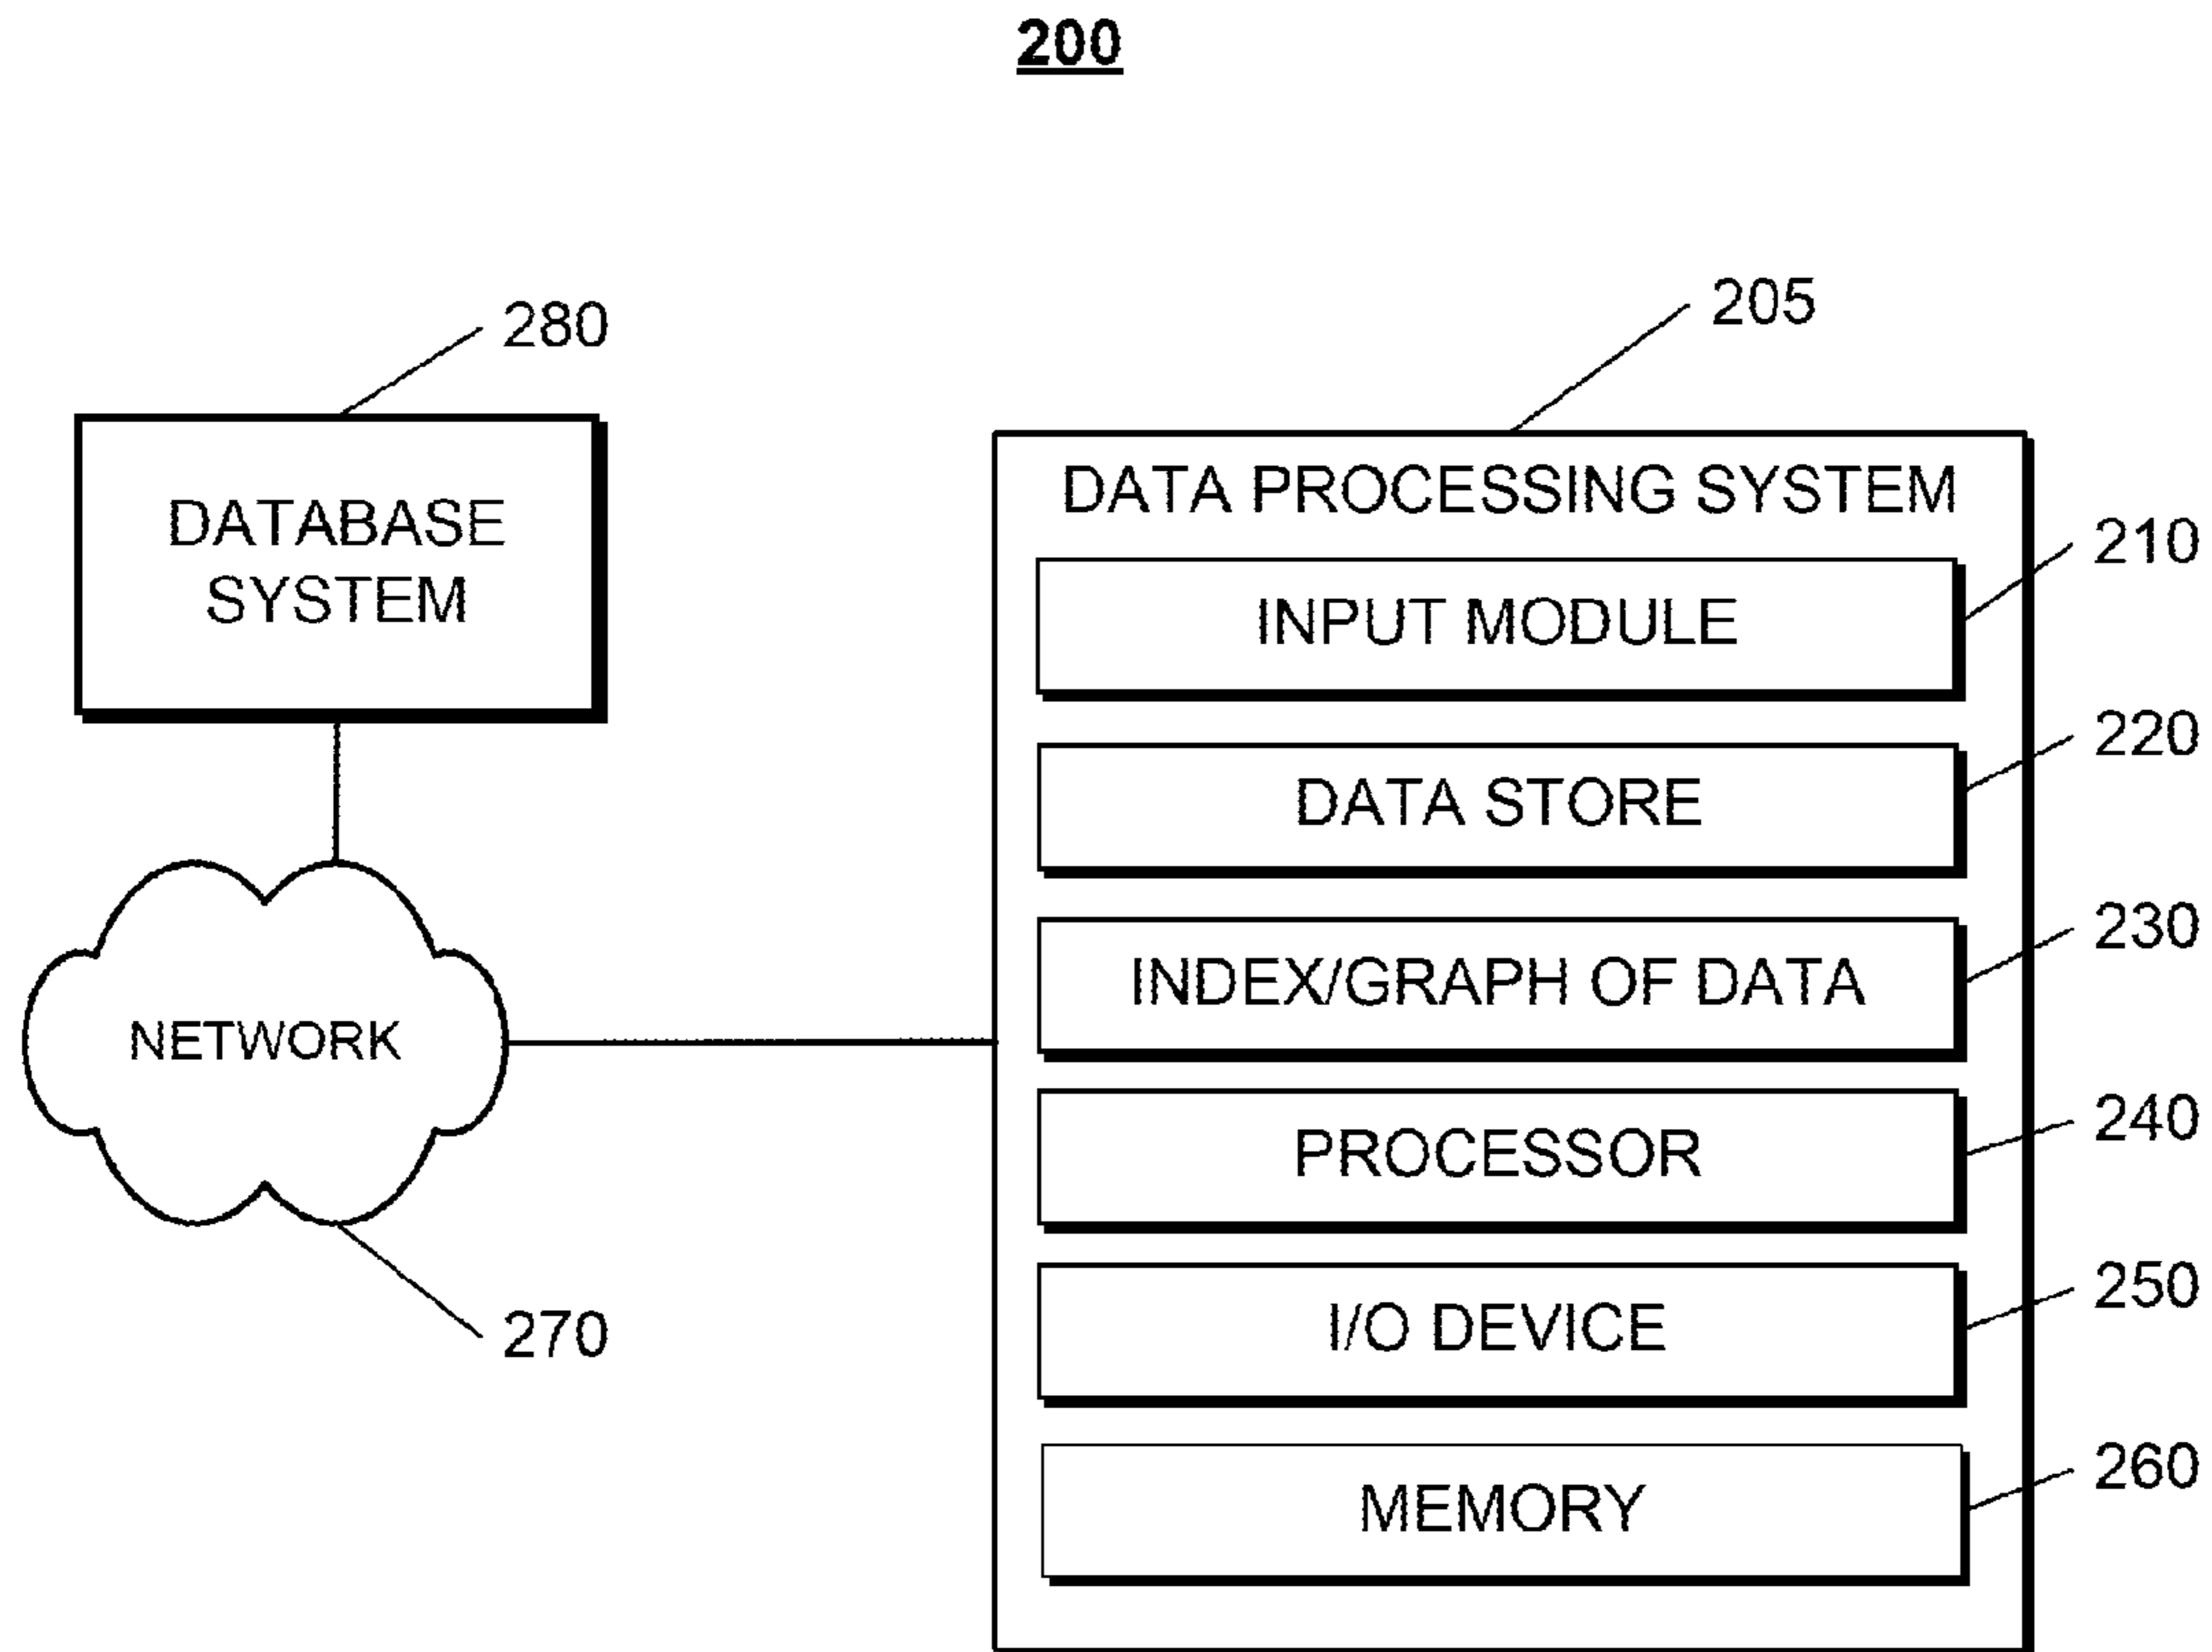 200
280
205
DATABASE
SYSTEM
DATA PROCESSING SYSTEM
210
INPUT MODULE
220
DATA STORE
230
INDEX/GRAPH OF DATA
NETWORK
240
PROCESSOR
250
I/O DEVICE
270
260
MEMORY